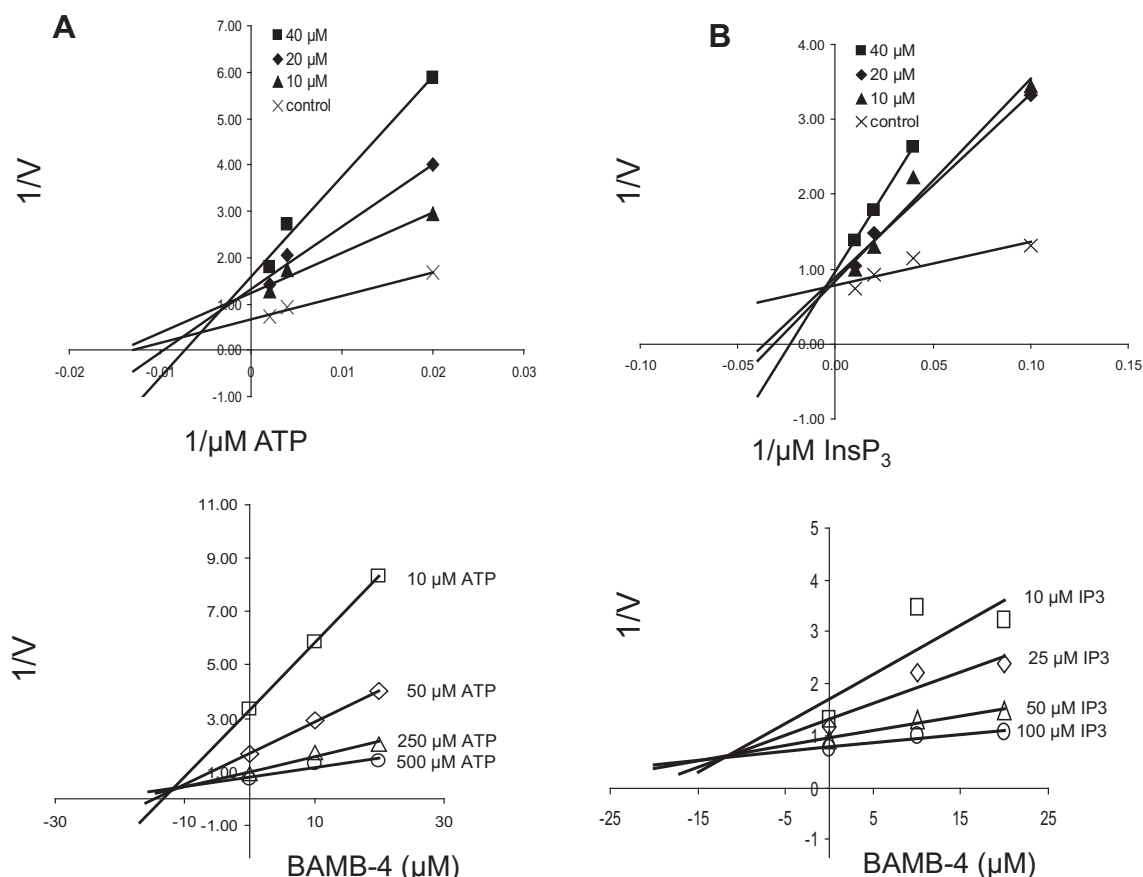 A
7.00
6.00
5.00
4.00
3.00
2.00
1.00
0.00
-1.00
-0.02
-0.01
0
0.01
0.02
0.03
40 µM
20 µM
10 µM
control
1/V
1/µM ATP
B
4.00
3.00
2.00
1.00
0.00
-1.00
-0.10
-0.05
0.00
0.05
0.10
0.15
40 µM
20 µM
10 µM
control
1/V
1/µM InsP3
11.00
9.00
7.00
5.00
3.00
1.00
-1.00
-30
-10
10
30
10 µM ATP
50 µM ATP
250 µM ATP
500 µM ATP
1/V
BAMB-4 (µM)
5
4
3
2
1
0
-1
-25
-15
-5
5
15
25
10 µM IP3
25 µM IP3
50 µM IP3
100 µM IP3
1/V
BAMB-4 (µM)